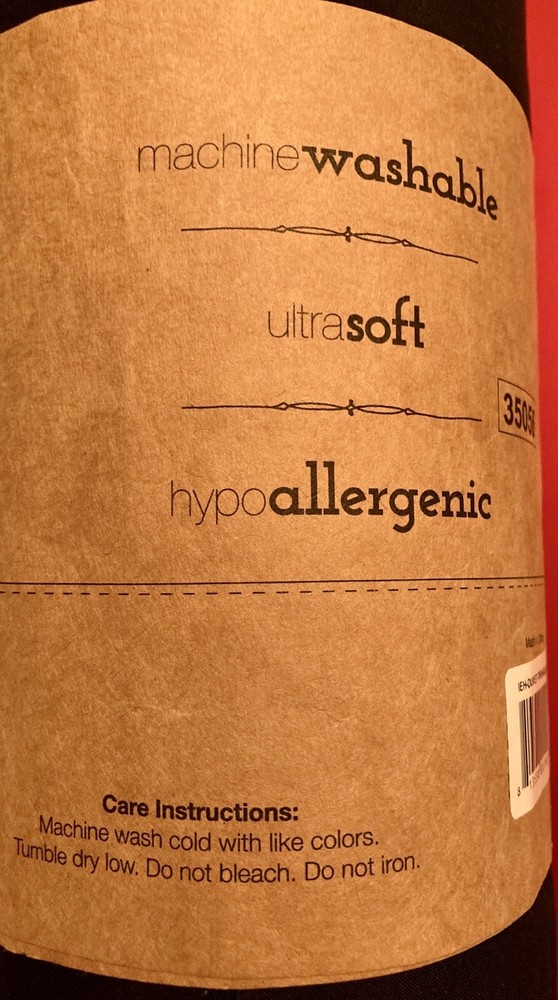 machinewashable
ultrasoft
hypoallergenic
Care Instructions:
Machine wash cold with like colors.
Tumble dry low. Do not bleach. Do not iron.